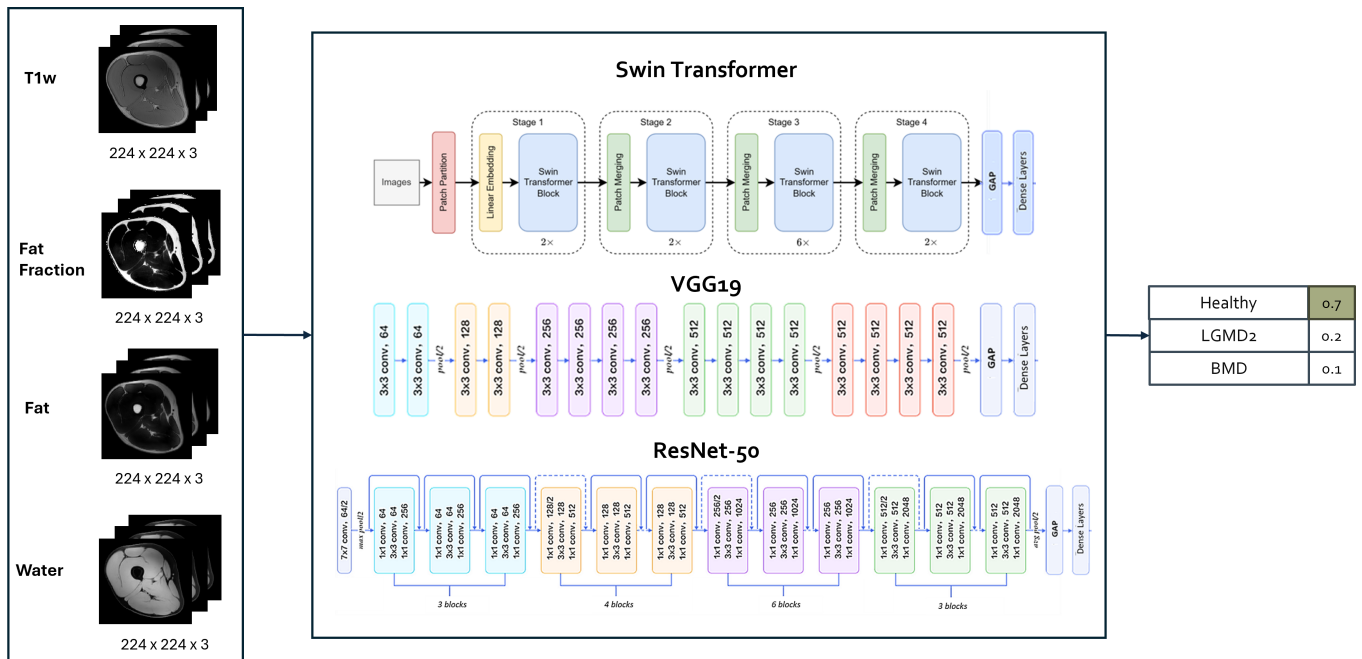 T1w
224 x 224 x 3
Fat
Fraction
224 x 224 x 3
Fat
224 x 224 x 3
Water
224 x 224 x 3
Swin Transformer
Images
Patch Partition
Stage 1
Linear Embedding
Swin
Transformer
Block
2×
Stage 2
Patch Merging
Swin
Transformer
Block
2×
Stage 3
Patch Merging
Swin
Transformer
Block
6×
Stage 4
Patch Merging
Swin
Transformer
Block
2×
GAP
Dense Layers
VGG19
3x3 conv, 64
3x3 conv, 64
pool/2
3x3 conv, 128
3x3 conv, 128
pool/2
3x3 conv, 256
3x3 conv, 256
3x3 conv, 256
3x3 conv, 256
pool/2
3x3 conv, 512
3x3 conv, 512
3x3 conv, 512
3x3 conv, 512
pool/2
3x3 conv, 512
3x3 conv, 512
3x3 conv, 512
3x3 conv, 512
pool/2
GAP
Dense Layers
ResNet-50
7x7 conv, 64/2
max pool/2
1x1 conv, 64
3x3 conv, 64
1x1 conv, 256
1x1 conv, 64
3x3 conv, 64
1x1 conv, 256
1x1 conv, 64
3x3 conv, 64
1x1 conv, 256
3 blocks
1x1 conv, 128/2
3x3 conv, 128
1x1 conv, 512
1x1 conv, 128
3x3 conv, 128
1x1 conv, 512
1x1 conv, 128
3x3 conv, 128
1x1 conv, 512
4 blocks
1x1 conv, 256/2
3x3 conv, 256
1x1 conv, 1024
1x1 conv, 256
3x3 conv, 256
1x1 conv, 1024
1x1 conv, 256
3x3 conv, 256
1x1 conv, 1024
6 blocks
1x1 conv, 512/2
3x3 conv, 512
1x1 conv, 2048
1x1 conv, 512
3x3 conv, 512
1x1 conv, 2048
1x1 conv, 512
3x3 conv, 512
1x1 conv, 2048
3 blocks
avg pool/2
GAP
Dense Layers
Healthy 0.7
LGMD2 0.2
BMD 0.1